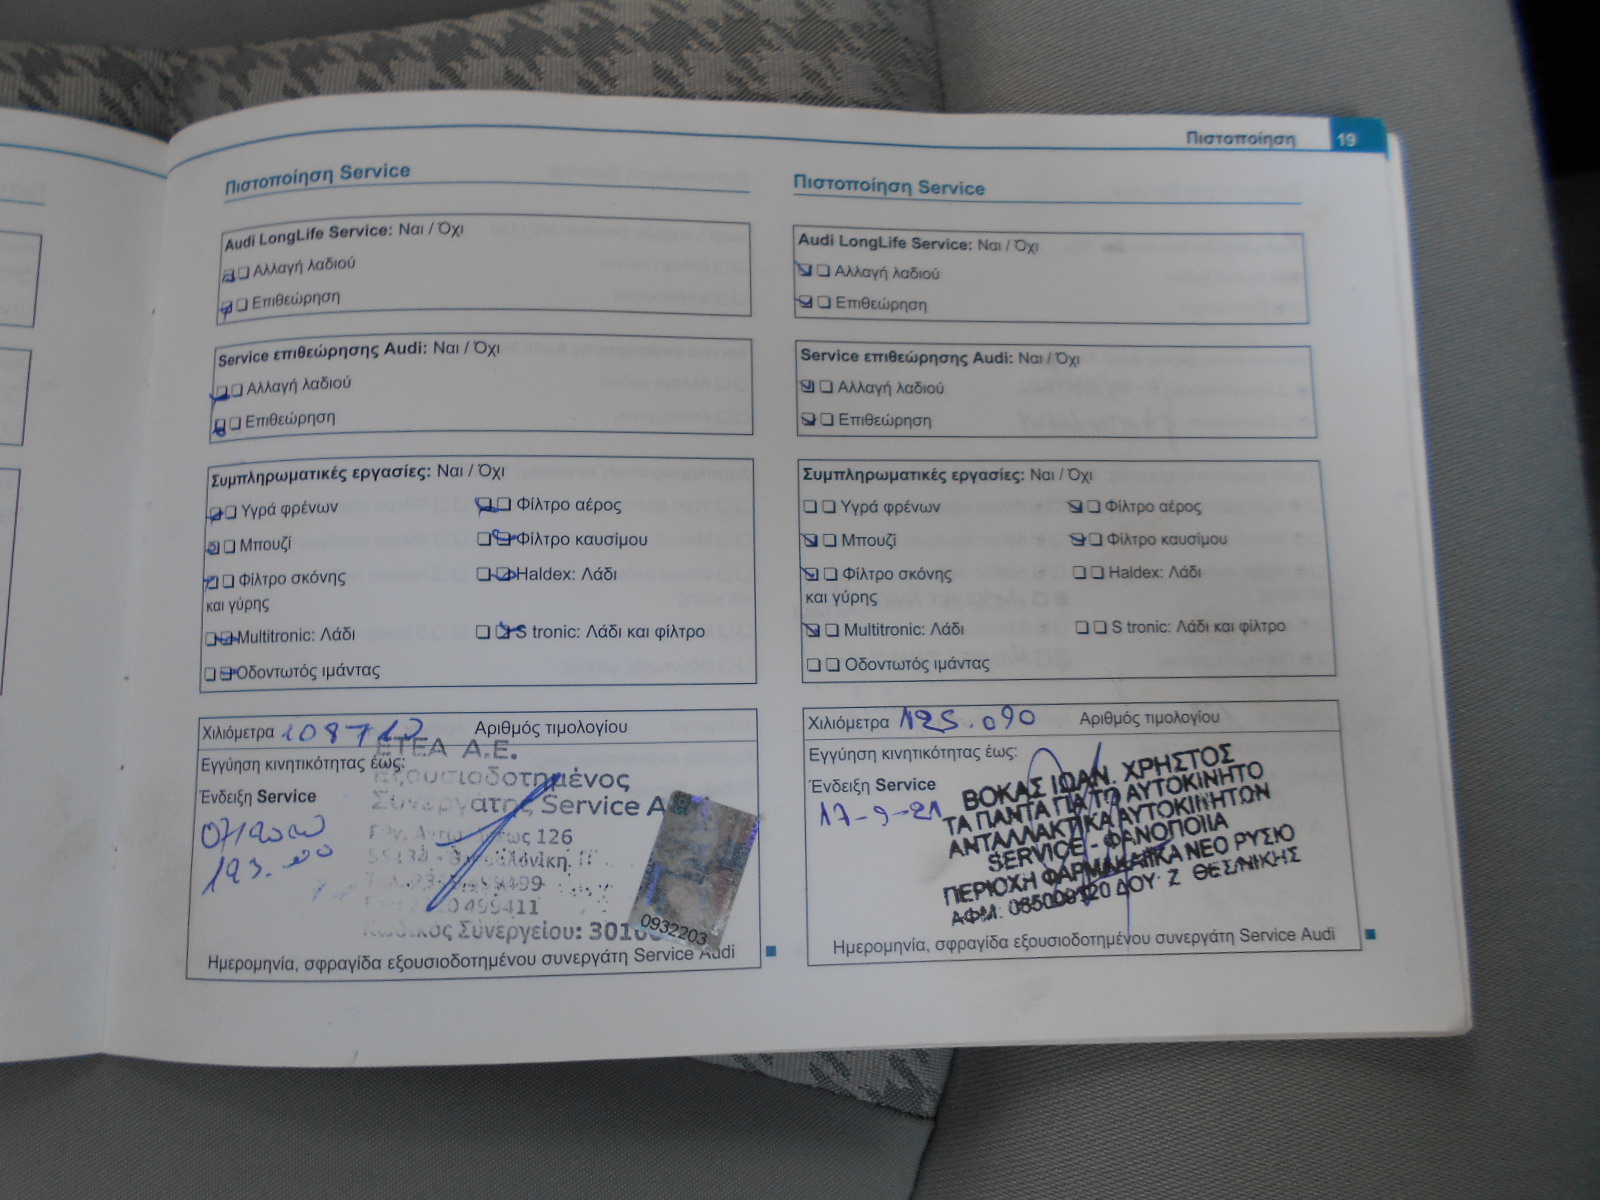 Πιστοποίηση 19
Πιστοποίηση Service
Audi LongLife Service: Ναι / Όχι
Αλλαγή λαδιού
Επιθεώρηση
Service επιθεώρησης Audi: Ναι / Όχι
Αλλαγή λαδιού
Επιθεώρηση
Συμπληρωματικές εργασίες: Ναι / Όχι
Υγρά φρένων Φίλτρο αέρος
Μπουζί Φίλτρο καυσίμου
Φίλτρο σκόνης Haldex: Λάδι
και γύρης
Multitronic: Λάδι S tronic: Λάδι και φίλτρο
Οδοντωτός ιμάντας
Χιλιόμετρα Αριθμός τιμολογίου
Εγγύηση κινητικότητας έως:
Ένδειξη Service
ΕΤΕΑ Α.Ε.
Εξουσιοδοτημένος
Συνεργάτης Service
126
499411
Κωδικός Συνεργείου:
0932203
Ημερομηνία, σφραγίδα εξουσιοδοτημένου συνεργάτη Service Audi
Πιστοποίηση Service
Audi LongLife Service: Ναι / Όχι
Αλλαγή λαδιού
Επιθεώρηση
Service επιθεώρησης Audi: Ναι / Όχι
Αλλαγή λαδιού
Επιθεώρηση
Συμπληρωματικές εργασίες: Ναι / Όχι
Υγρά φρένων Φίλτρο αέρος
Μπουζί Φίλτρο καυσίμου
Φίλτρο σκόνης Haldex: Λάδι
και γύρης
Multitronic: Λάδι S tronic: Λάδι και φίλτρο
Οδοντωτός ιμάντας
Χιλιόμετρα 125.090 Αριθμός τιμολογίου
Εγγύηση κινητικότητας έως:
Ένδειξη Service
17-9-21
ΒΟΚΑΣ ΙΩΑΝ. ΧΡΗΣΤΟΣ
ΤΑ ΠΑΝΤΑ ΓΙΑ ΤΟ ΑΥΤΟΚΙΝΗΤΟ
ΑΝΤΑΛΛΑΚΤΙΚΑ ΑΥΤΟΚΙΝΗΤΩΝ
SERVICE - ΦΑΝΟΠΟΙΙΑ
ΠΕΡΙΟΧΗ ΦΑΡΜΑΚΑΙΙΚΑ ΝΕΟ ΡΥΣΙΟ
ΑΦΜ: ΔΟΥ Ζ ΘΕΣ/ΝΙΚΗΣ
Ημερομηνία, σφραγίδα εξουσιοδοτημένου συνεργάτη Service Audi